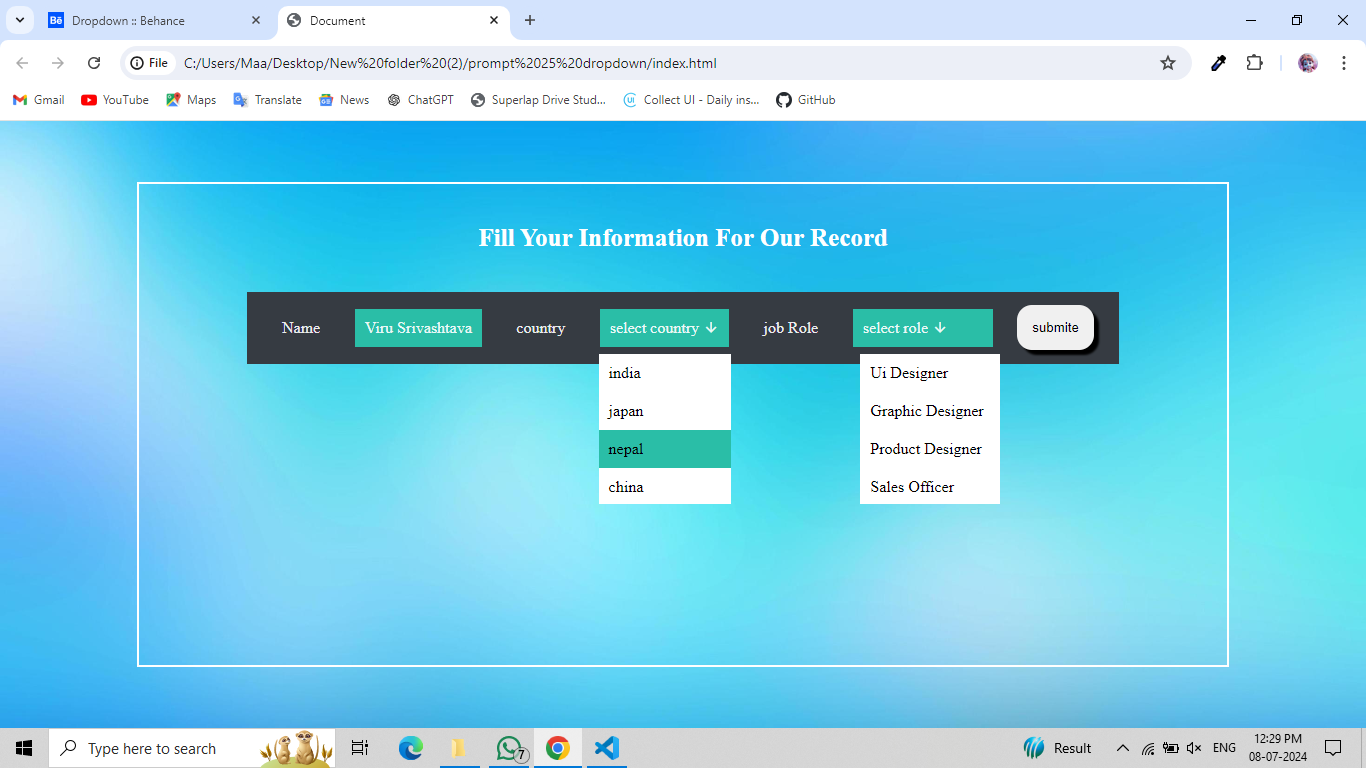 Dropdown :: Behance
Document
File C:/Users/Maa/Desktop/New%20folder%20(2)/prompt%2025%20dropdown/index.html
Gmail YouTube Maps Translate News ChatGPT Superlap Drive Stud... Collect UI - Daily ins... GitHub
Fill Your Information For Our Record
Name Viru Srivashtava country select country job Role select role submite
india Ui Designer
japan Graphic Designer
nepal Product Designer
china Sales Officer
Type here to search 7 Result ENG 12:29 PM
08-07-2024